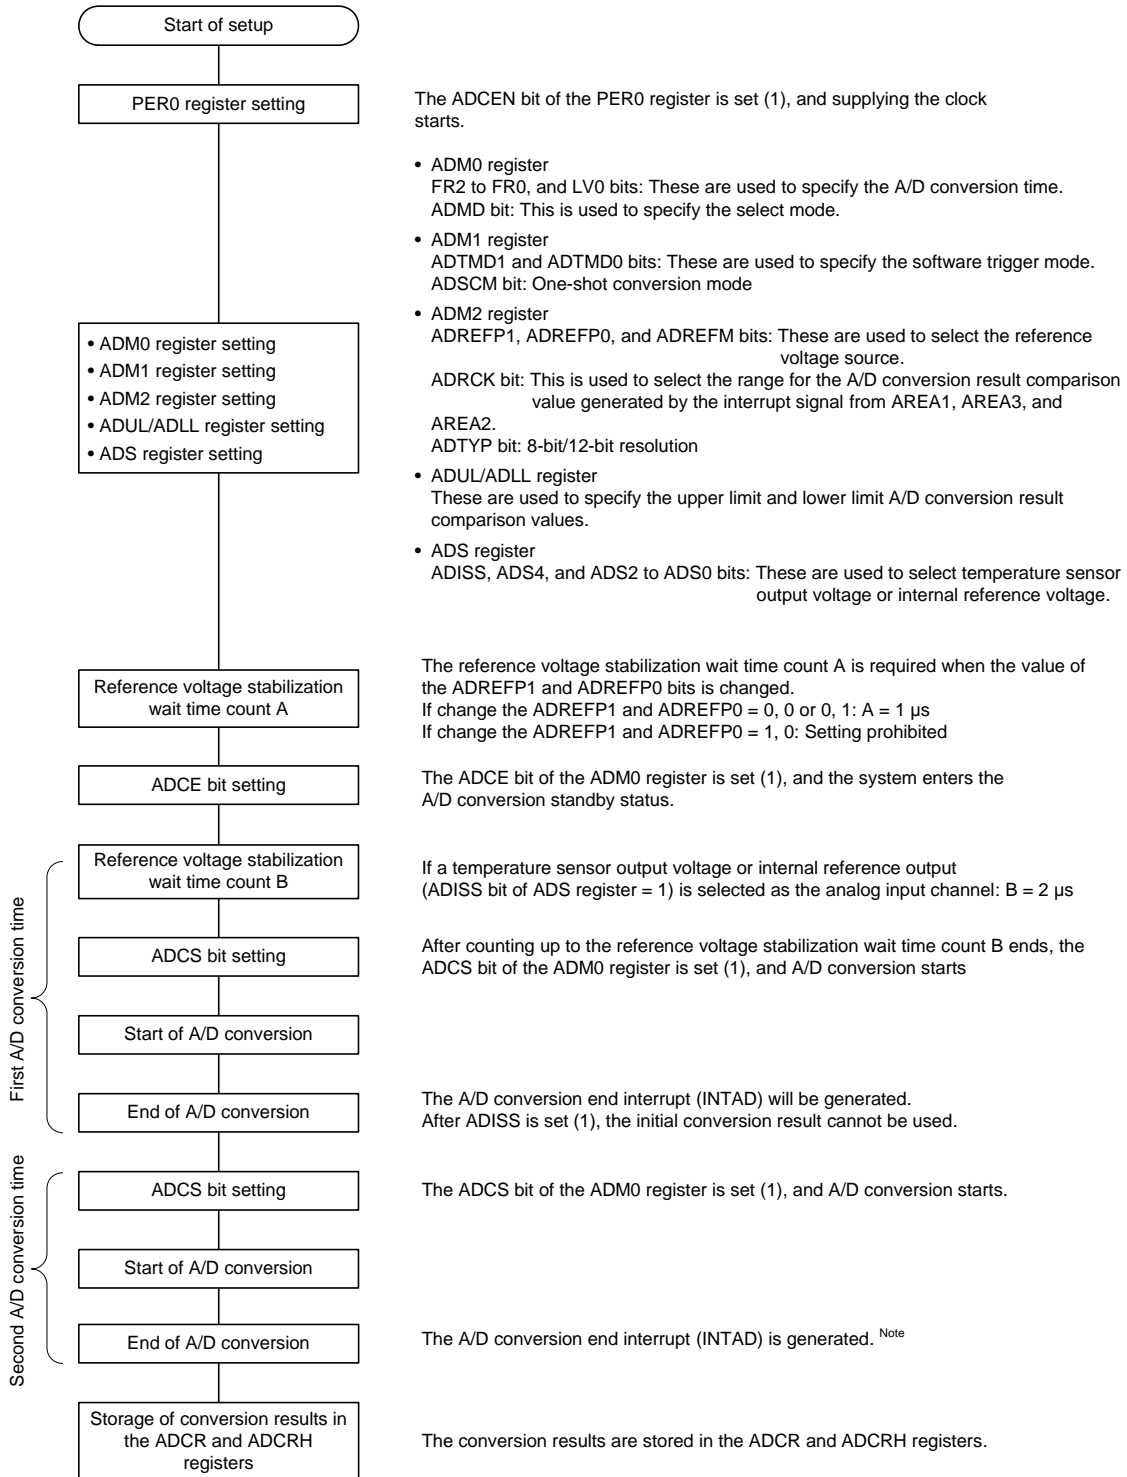 Start of setup
PER0 register setting
The ADCEN bit of the PER0 register is set (1), and supplying the clock
starts.
• ADM0 register
FR2 to FR0, and LV0 bits: These are used to specify the A/D conversion time.
ADMD bit: This is used to specify the select mode.
• ADM1 register
ADTMD1 and ADTMD0 bits: These are used to specify the software trigger mode.
ADSCM bit: One-shot conversion mode
• ADM2 register
ADREFP1, ADREFP0, and ADREFM bits: These are used to select the reference
voltage source.
ADRCK bit: This is used to select the range for the A/D conversion result comparison
value generated by the interrupt signal from AREA1, AREA3, and
AREA2.
ADTYP bit: 8-bit/12-bit resolution
• ADUL/ADLL register
These are used to specify the upper limit and lower limit A/D conversion result
comparison values.
• ADS register
ADISS, ADS4, and ADS2 to ADS0 bits: These are used to select temperature sensor
output voltage or internal reference voltage.
• ADM0 register setting
• ADM1 register setting
• ADM2 register setting
• ADUL/ADLL register setting
• ADS register setting
Reference voltage stabilization
wait time count A
The reference voltage stabilization wait time count A is required when the value of
the ADREFP1 and ADREFP0 bits is changed.
If change the ADREFP1 and ADREFP0 = 0, 0 or 0, 1: A = 1 µs
If change the ADREFP1 and ADREFP0 = 1, 0: Setting prohibited
ADCE bit setting
The ADCE bit of the ADM0 register is set (1), and the system enters the
A/D conversion standby status.
First A/D conversion time
Reference voltage stabilization
wait time count B
If a temperature sensor output voltage or internal reference output
(ADISS bit of ADS register = 1) is selected as the analog input channel: B = 2 µs
ADCS bit setting
After counting up to the reference voltage stabilization wait time count B ends, the
ADCS bit of the ADM0 register is set (1), and A/D conversion starts
Start of A/D conversion
End of A/D conversion
The A/D conversion end interrupt (INTAD) will be generated.
After ADISS is set (1), the initial conversion result cannot be used.
Second A/D conversion time
ADCS bit setting
The ADCS bit of the ADM0 register is set (1), and A/D conversion starts.
Start of A/D conversion
End of A/D conversion
The A/D conversion end interrupt (INTAD) is generated. Note
Storage of conversion results in
the ADCR and ADCRH
registers
The conversion results are stored in the ADCR and ADCRH registers.